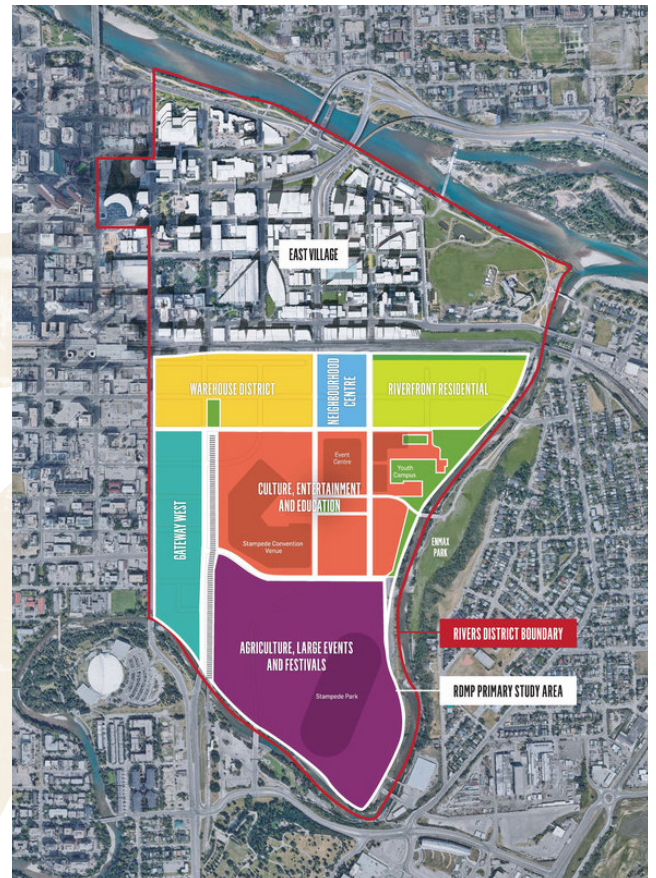 EAST VILLAGE
WAREHOUSE DISTRICT
NEIGHBOURHOOD
CENTRE
RIVERFRONT RESIDENTIAL
GATEWAY WEST
Event
Centre
Youth
Campus
CULTURE, ENTERTAINMENT
AND EDUCATION
Stampede Convention
Venue
ENMAX
PARK
AGRICULTURE, LARGE EVENTS
AND FESTIVALS
Stampede Park
RIVERS DISTRICT BOUNDARY
RDMP PRIMARY STUDY AREA